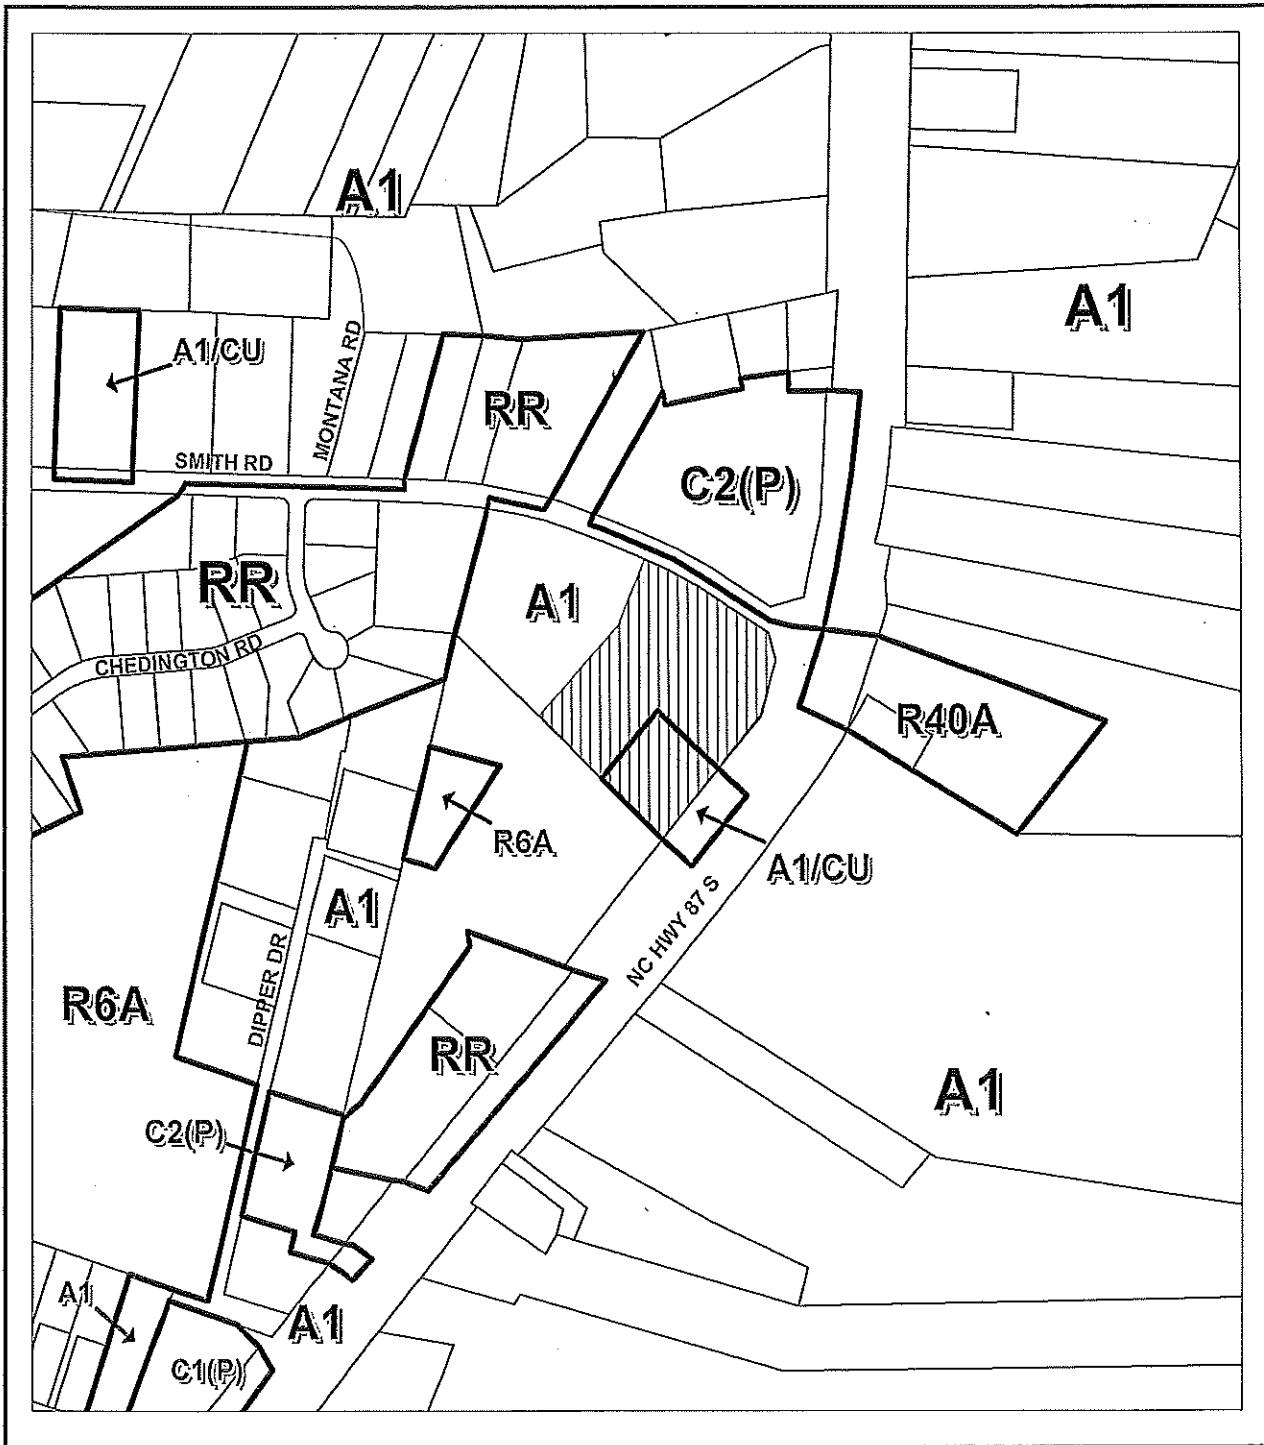 A1
A1
A1/CU
MONTANA RD
RR
SMITH RD
C2(P)
RR
A1
CHEDINGTON RD
R40A
R6A
A1/CU
A1
NC HWY 87 S
DIPPER DR
R6A
RR
A1
C2(P)
A1
A1
C1(P)